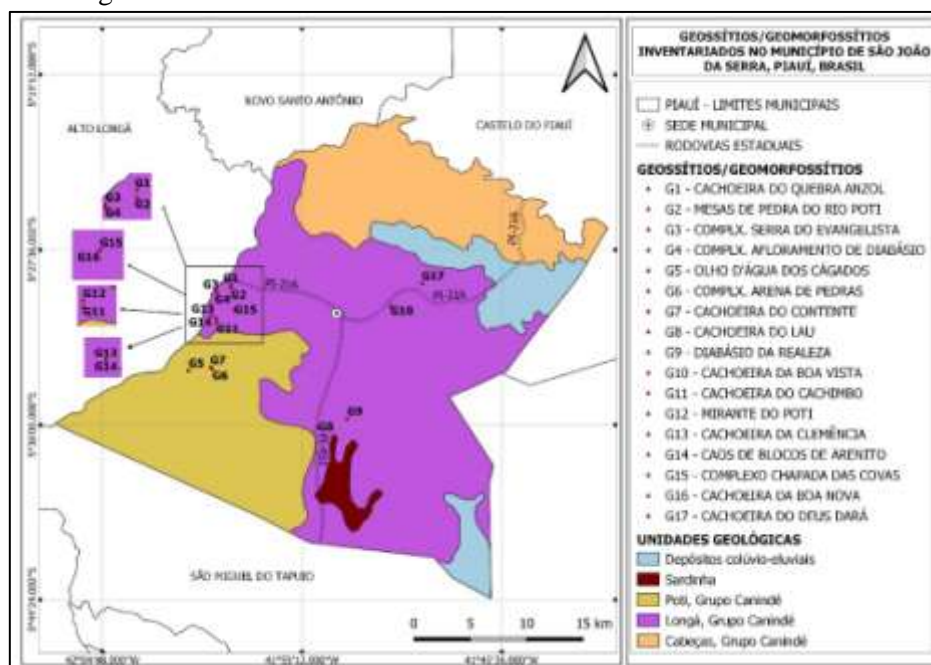 GEOSSÍTIOS/GEOMORFOSSÍTIOS
INVENTARIADOS NO MUNICÍPIO DE SÃO JOÃO
DA SERRA, PIAUÍ, BRASIL
PIAUÍ - LIMITES MUNICIPAIS
SEDE MUNICIPAL
RODOVIAS ESTADUAIS
GEOSSÍTIOS/GEOMORFOSSÍTIOS
G1 - CACHOEIRA DO QUEBRA ANZOL
G2 - MESAS DE PEDRA DO RIO POTI
G3 - COMPLX. SERRA DO EVANGELISTA
G4 - COMPLX. AFLORAMENTO DE DIABÁSIO
G5 - OLHO D'ÁGUA DOS CÁGADOS
G6 - COMPLX. ARENA DE PEDRAS
G7 - CACHOEIRA DO CONTENTE
G8 - CACHOEIRA DO LAU
G9 - DIABÁSIO DA REALEZA
G10 - CACHOEIRA DA BOA VISTA
G11 - CACHOEIRA DO CACHIMBO
G12 - MIRANTE DO POTI
G13 - CACHOEIRA DA CLEMÊNCIA
G14 - CAOS DE BLOCOS DE ARENITO
G15 - COMPLEXO CHAPADA DAS COVAS
G16 - CACHOEIRA DA BOA NOVA
G17 - CACHOEIRA DO DEUS DARÁ
UNIDADES GEOLÓGICAS
Depósitos colúvio-eluviais
Sardinha
Poti, Grupo Canindé
Longá, Grupo Canindé
Cabeças, Grupo Canindé
NOVO SANTO ANTÔNIO
ALTO LONGÁ
CASTELO DO PIAUÍ
SÃO MIGUEL DO TAPUIO
G1
G3
G2
G4
G15
G16
G12
G11
G13
G14
G3
G1
G2
G15
G13
G14
G11
G5
G7
G6
G17
G10
G9
G8
0 5 10 15 km